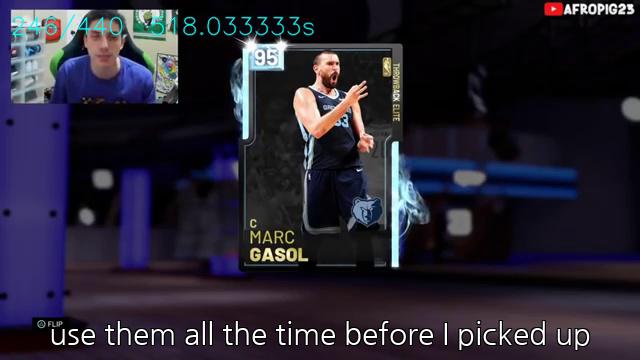 246/440, 518.033333s
AFROPIG23
95
THROWBACK ELITE
33
C
MARC
GASOL
FLIP
use them all the time before I picked up